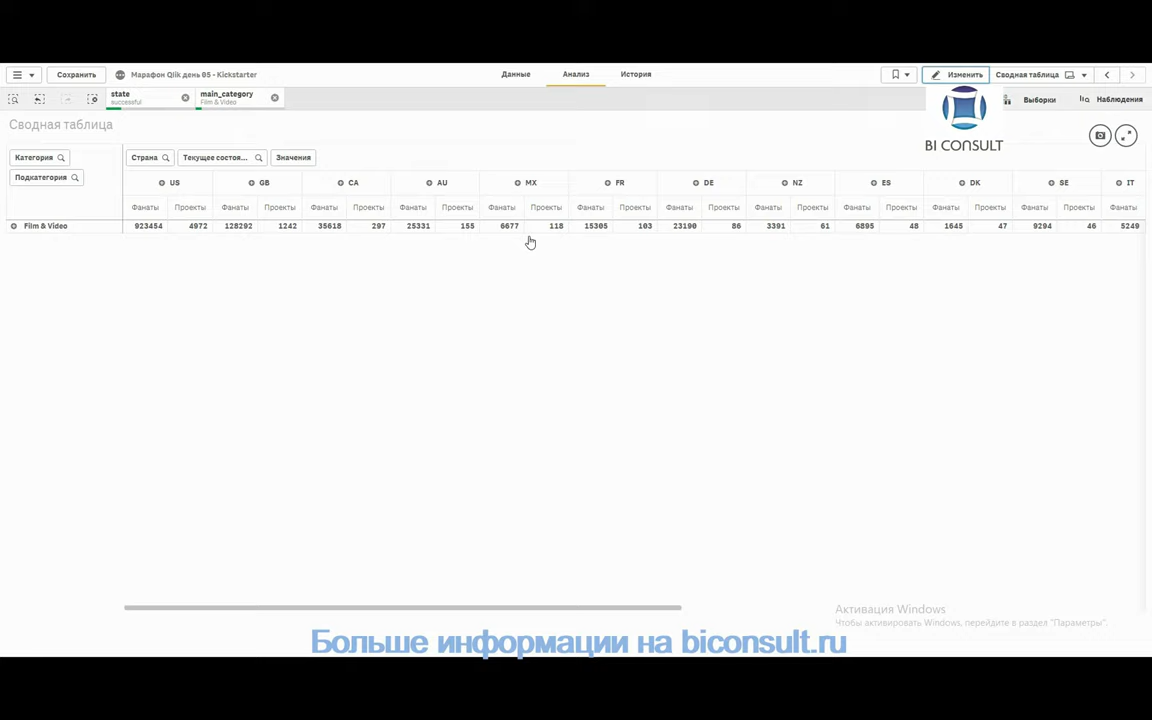 Сохранить Марафон Qlik день 05 - Kickstarter Данные Анализ История Изменить Сводная таблица
state
successful
main_category
Film & Video
Выборки Наблюдения
BI CONSULT
Сводная таблица
Категория Страна Текущее состоя... Значения
Подкатегория US GB CA AU MX FR DE NZ ES DK SE IT
Фанаты Проекты Фанаты Проекты Фанаты Проекты Фанаты Проекты Фанаты Проекты Фанаты Проекты Фанаты Проекты Фанаты Проекты Фанаты Проекты Фанаты Проекты Фанаты Проекты Фанаты
Film & Video 923454 4972 128292 1242 35618 297 25331 155 6677 118 15305 103 23190 86 3391 61 6895 48 1645 47 9294 46 5249
Активация Windows
Чтобы активировать Windows, перейдите в раздел "Параметры".
Больше информации на biconsult.ru